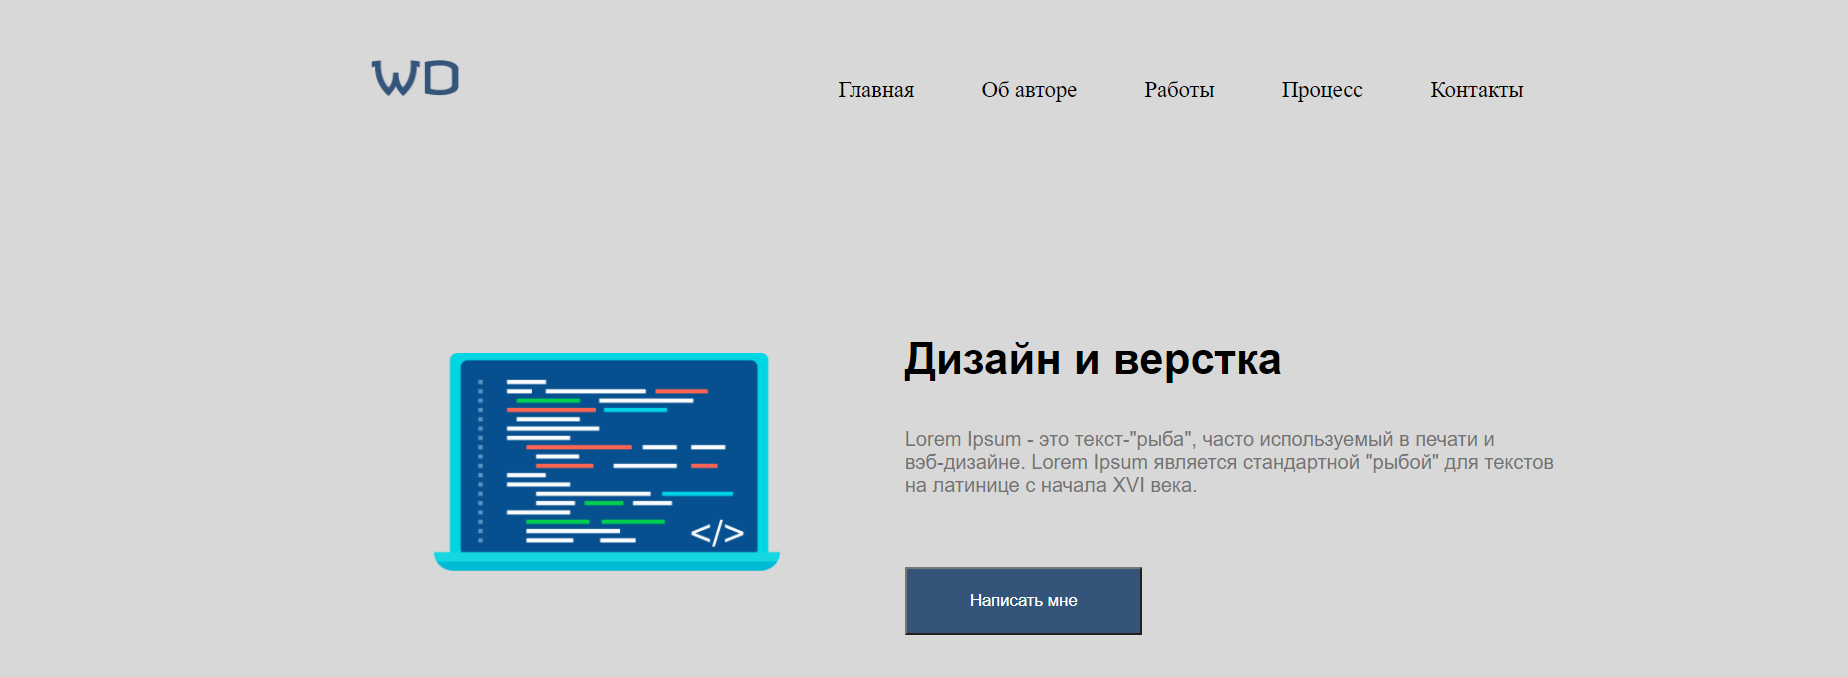 WD
Главная Об авторе Работы Процесс Контакты
Дизайн и верстка
Lorem Ipsum - это текст-"рыба", часто используемый в печати и
вэб-дизайне. Lorem Ipsum является стандартной "рыбой" для текстов
на латинице с начала XVI века.
</>
Написать мне